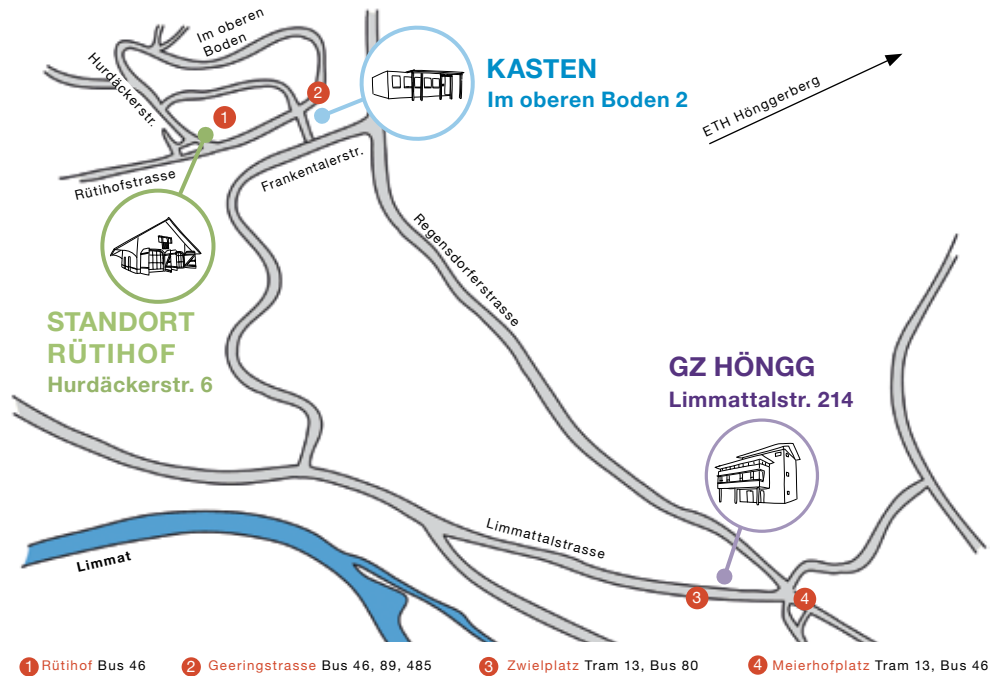 Im oberen
Boden
Hurdäckerstr.
2
1
KASTEN
Im oberen Boden 2
ETH Hönggerberg
Rütihofstrasse
Frankentalerstr.
Regensdorferstrasse
STANDORT
RÜTIHOF
Hurdäckerstr. 6
GZ HÖNGG
Limmattalstr. 214
Limmattalstrasse
Limmat
3
4
1 Rütihof Bus 46
2 Geeringstrasse Bus 46, 89, 485
3 Zwielplatz Tram 13, Bus 80
4 Meierhofplatz Tram 13, Bus 46